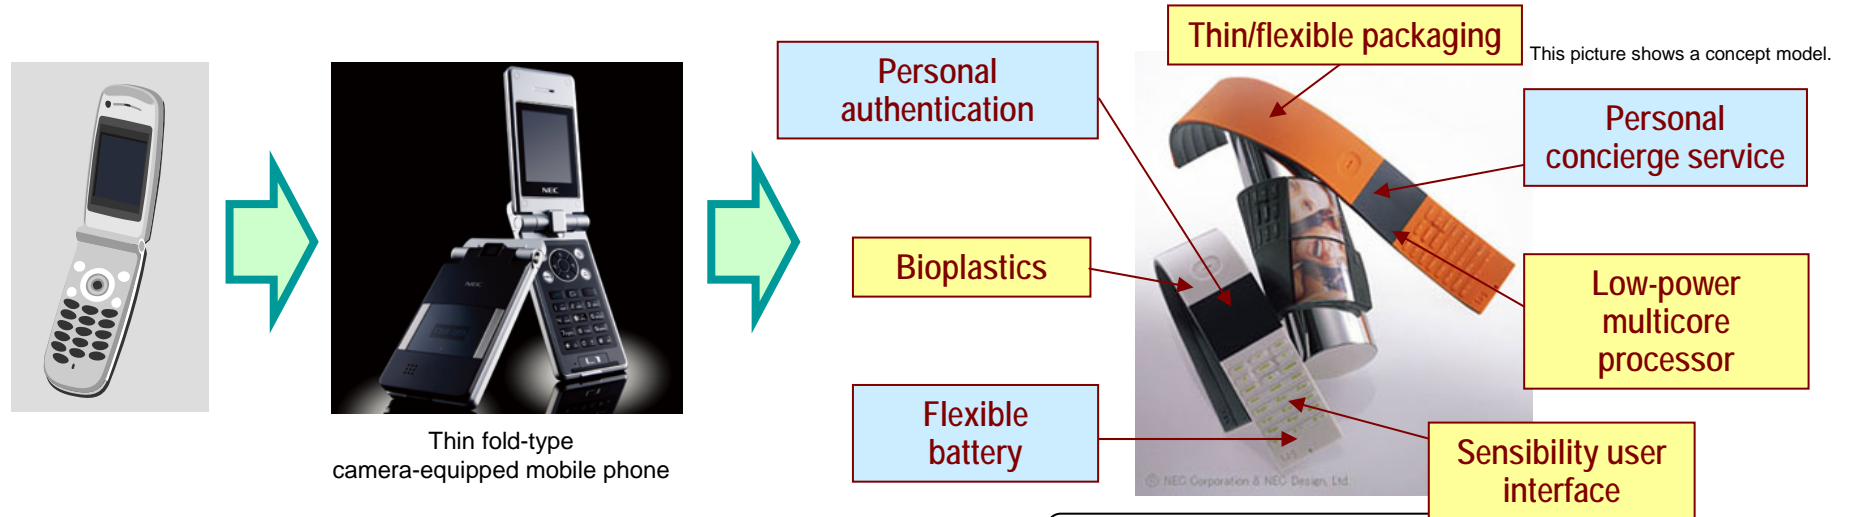 Thin/flexible packaging
This picture shows a concept model.
Personal
authentication
Personal
concierge service
NEC
NEC
Bioplastics
Low-power
multicore
processor
Flexible
battery
Thin fold-type
camera-equipped mobile phone
Sensibility user
interface
© NEC Corporation & NEC Design, Ltd.